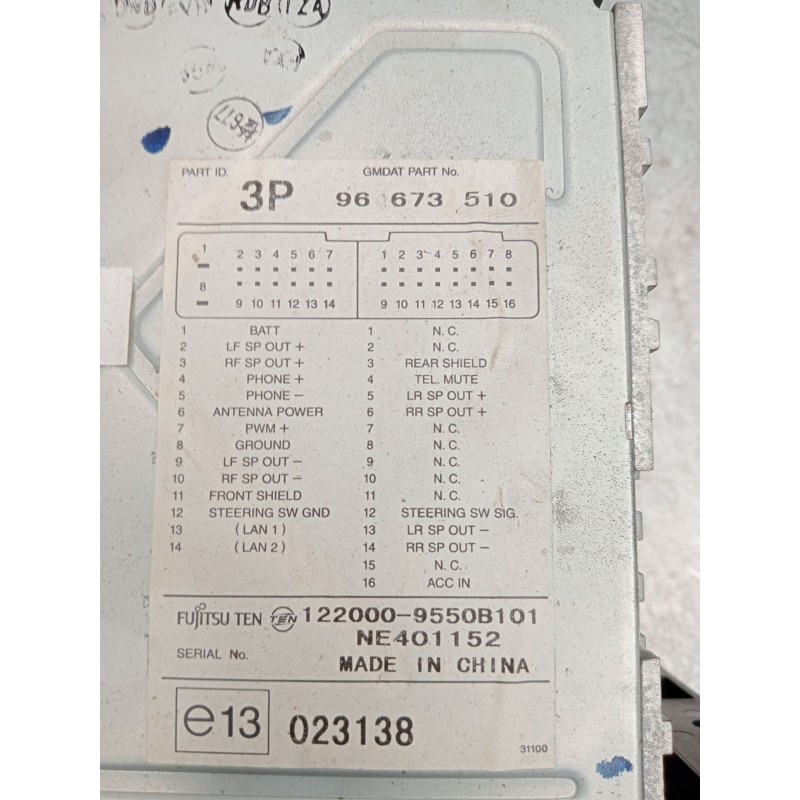 PART ID. GMDAT PART No.
3P 96 673 510
1 2 3 4 5 6 7 1 2 3 4 5 6 7 8
8 9 10 11 12 13 14 9 10 11 12 13 14 15 16
1 BATT 1 N.C.
2 LF SP OUT + 2 N.C.
3 RF SP OUT + 3 REAR SHIELD
4 PHONE + 4 TEL. MUTE
5 PHONE − 5 LR SP OUT +
6 ANTENNA POWER 6 RR SP OUT +
7 PWM + 7 N.C.
8 GROUND 8 N.C.
9 LF SP OUT − 9 N.C.
10 RF SP OUT − 10 N.C.
11 FRONT SHIELD 11 N.C.
12 STEERING SW GND 12 STEERING SW SIG.
13 (LAN 1) 13 LR SP OUT −
14 (LAN 2) 14 RR SP OUT −
15 N.C.
16 ACC IN
FUJITSU TEN TEN 122000-9550B101
NE401152
SERIAL No. MADE IN CHINA
e13 023138
31100